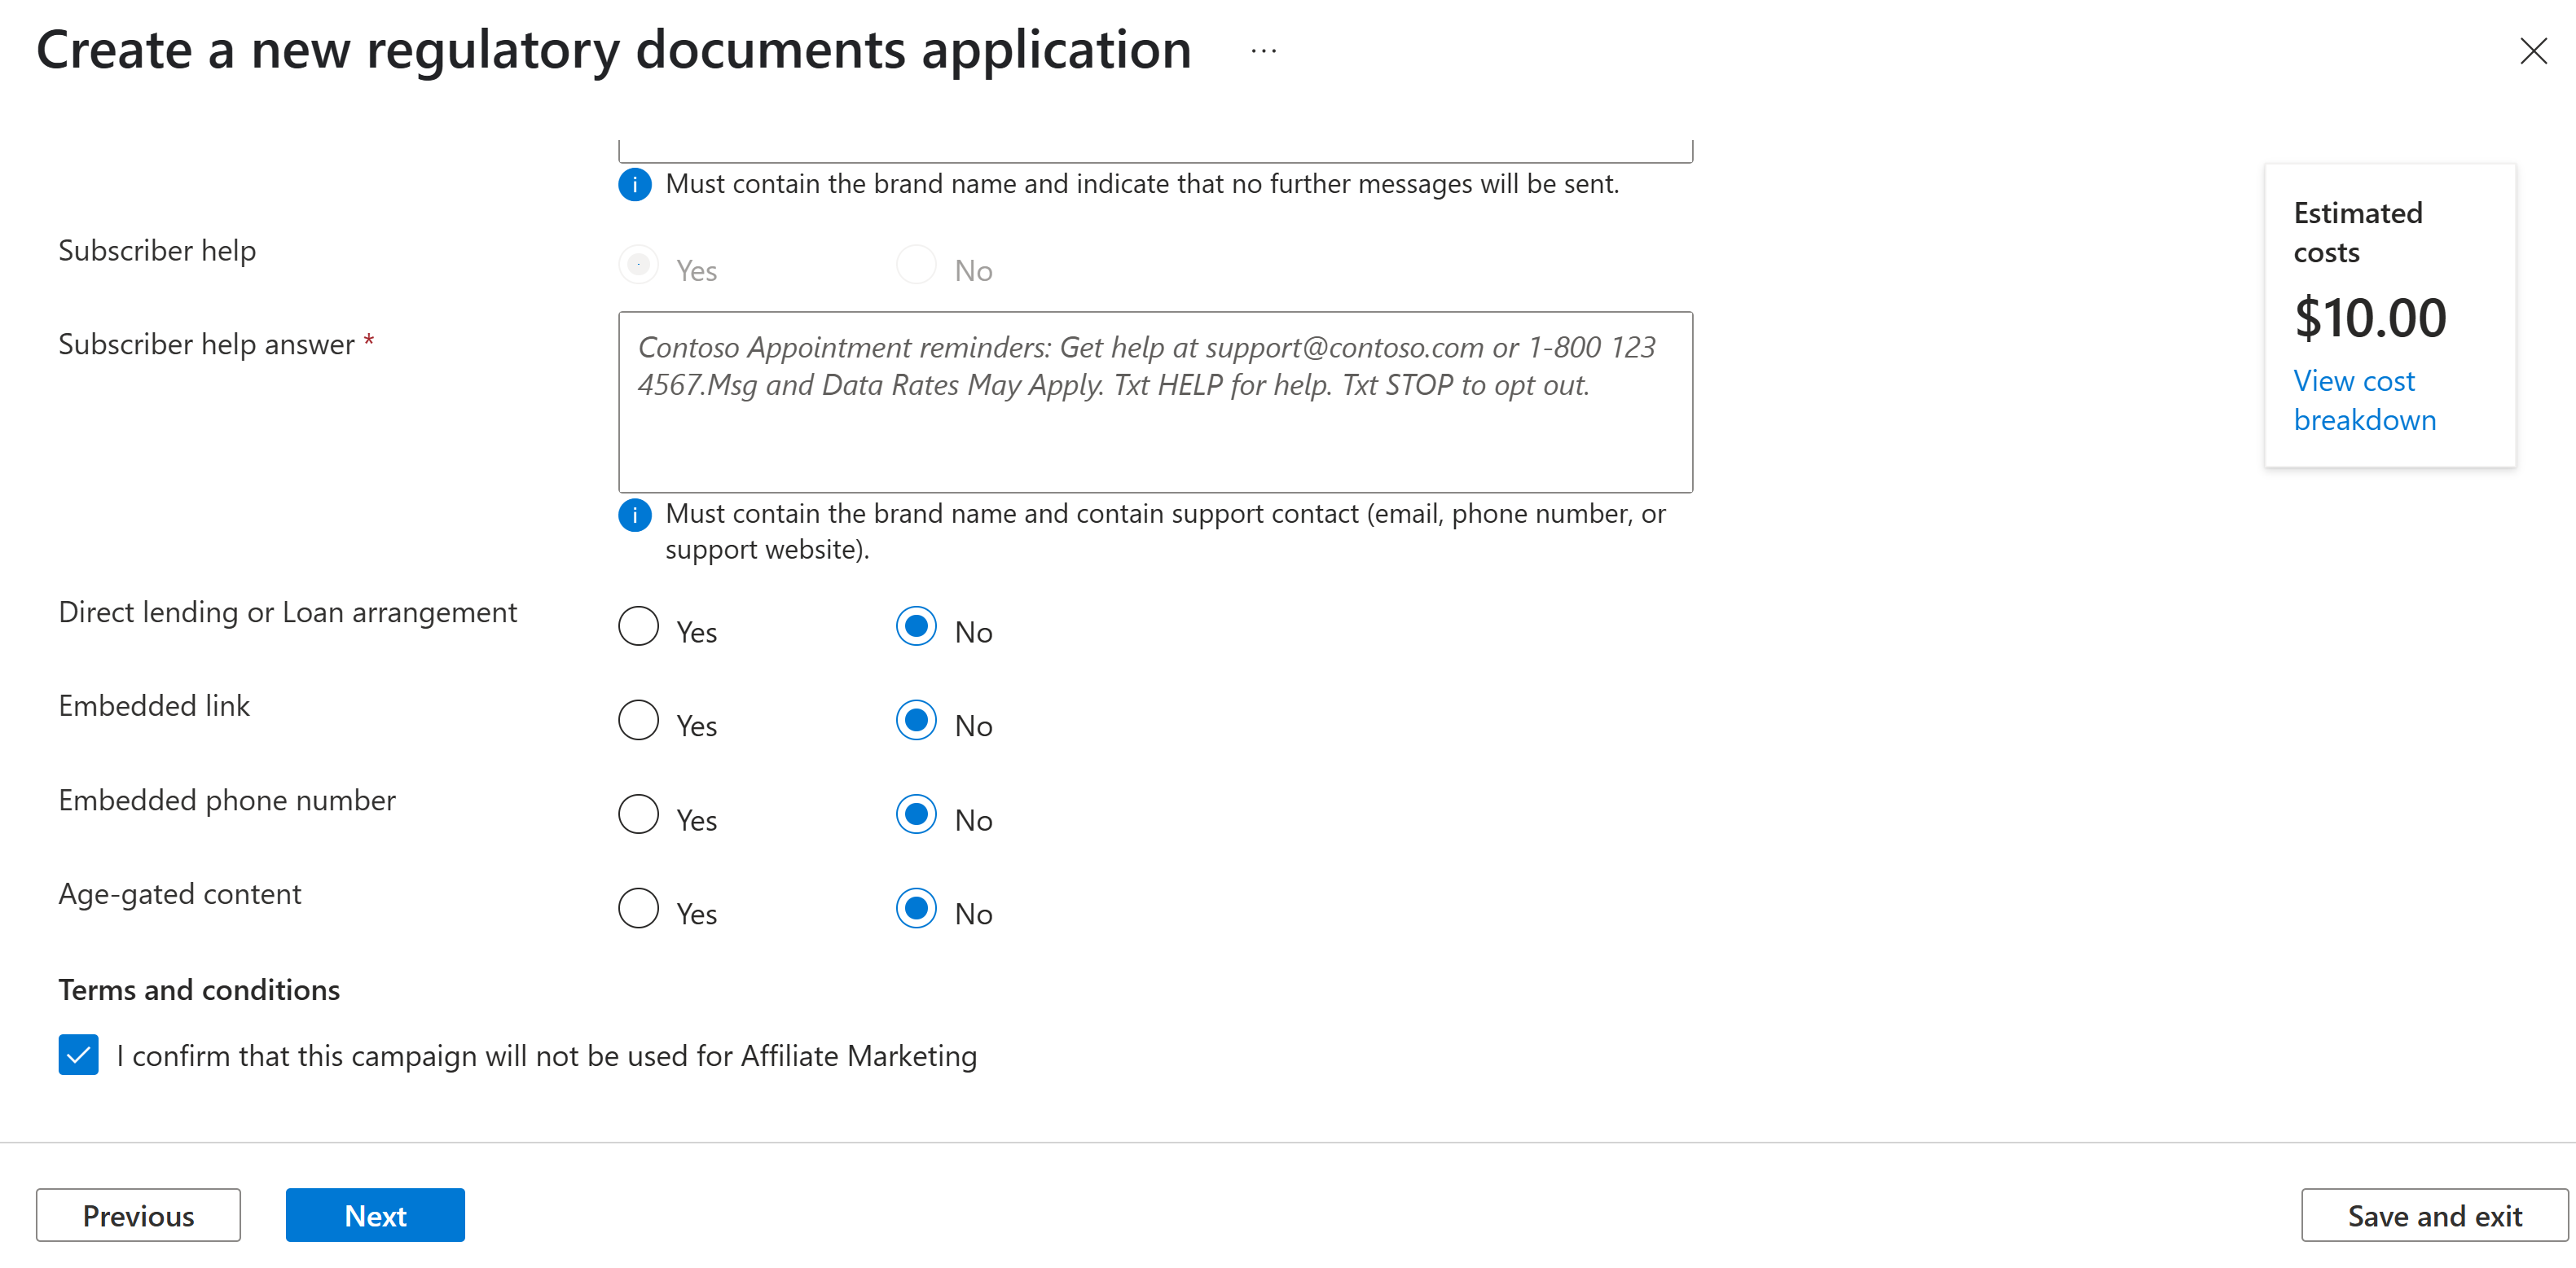 Create a new regulatory documents application ...
Must contain the brand name and indicate that no further messages will be sent.
Subscriber help
Yes No
Subscriber help answer *
Contoso Appointment reminders: Get help at support@contoso.com or 1-800 123
4567.Msg and Data Rates May Apply. Txt HELP for help. Txt STOP to opt out.
Must contain the brand name and contain support contact (email, phone number, or
support website).
Direct lending or Loan arrangement
Yes No
Embedded link
Yes No
Embedded phone number
Yes No
Age-gated content
Yes No
Terms and conditions
I confirm that this campaign will not be used for Affiliate Marketing
Estimated
costs
$10.00
View cost
breakdown
Previous
Next
Save and exit